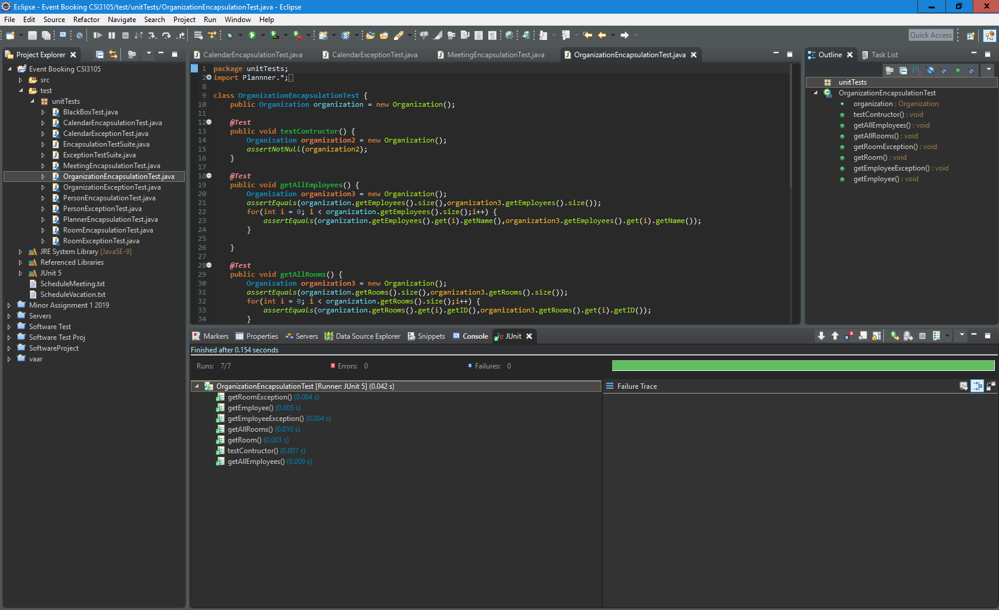 Eclipse - Event Booking CSI3105/test/unitTests/OrganizationEncapsulationTest.java - Eclipse
File Edit Source Refactor Navigate Search Project Run Window Help
Quick Access
Project Explorer
Event Booking CSI3105
src
test
unitTests
BlackBoxTest.java
CalendarEncapsulationTest.java
CalendarExceptionTest.java
EncapsulationTestSuite.java
ExceptionTestSuite.java
MeetingEncapsulationTest.java
OrganizationEncapsulationTest.java
OrganizationExceptionTest.java
PersonEncapsulationTest.java
PersonExceptionTest.java
PlannerEncapsulationTest.java
RoomEncapsulationTest.java
RoomExceptionTest.java
JRE System Library [JavaSE-9]
Referenced Libraries
JUnit 5
ScheduleMeeting.txt
ScheduleVacation.txt
Minor Assignment 1 2019
Servers
Software Test
Software Test Proj
SoftwareProject
vaar
CalendarEncapsulationTest.java CalendarExceptionTest.java MeetingEncapsulationTest.java OrganizationEncapsulationTest.java
1 package unitTests;
2 import Plannner.*;
8
9 class OrganizationEncapsulationTest {
10 public Organization organization = new Organization();
11
12 @Test
13 public void testContructor() {
14 Organization organization2 = new Organization();
15 assertNotNull(organization2);
16 }
17
18 @Test
19 public void getAllEmployees() {
20 Organization organization3 = new Organization();
21 assertEquals(organization.getEmployees().size(),organization3.getEmployees().size());
22 for(int i = 0; i < organization.getEmployees().size();i++) {
23 assertEquals(organization.getEmployees().get(i).getName(),organization3.getEmployees().get(i).getName());
24 }
25
26 }
27
28 @Test
29 public void getAllRooms() {
30 Organization organization3 = new Organization();
31 assertEquals(organization.getRooms().size(),organization3.getRooms().size());
32 for(int i = 0; i < organization.getRooms().size();i++) {
33 assertEquals(organization.getRooms().get(i).getID(),organization3.getRooms().get(i).getID());
34 }
Outline Task List
unitTests
OrganizationEncapsulationTest
organization : Organization
testContructor() : void
getAllEmployees() : void
getAllRooms() : void
getRoomException() : void
getRoom() : void
getEmployeeException() : void
getEmployee() : void
Markers Properties Servers Data Source Explorer Snippets Console JUnit
Finished after 0.154 seconds
Runs: 7/7 Errors: 0 Failures: 0
OrganizationEncapsulationTest [Runner: JUnit 5] (0.042 s)
getRoomException() (0.004 s)
getEmployee() (0.005 s)
getEmployeeException() (0.004 s)
getAllRooms() (0.010 s)
getRoom() (0.003 s)
testContructor() (0.007 s)
getAllEmployees() (0.009 s)
Failure Trace